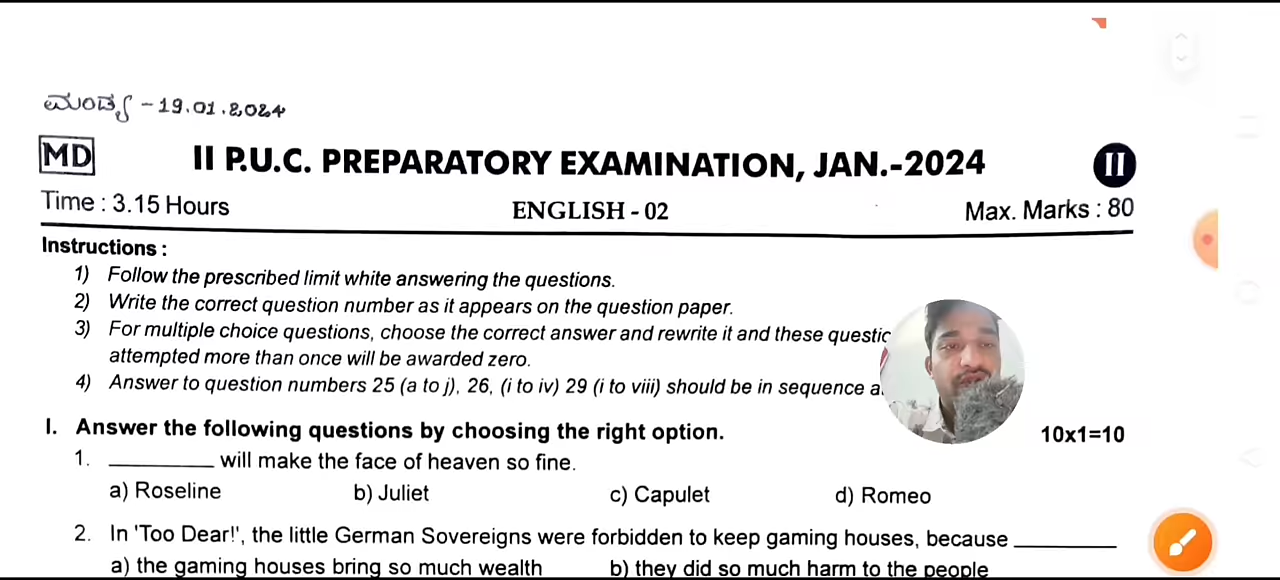 ಮಂಡ್ಯ - 19.01.2024
MD II P.U.C. PREPARATORY EXAMINATION, JAN.-2024 II
Time : 3.15 Hours ENGLISH - 02 Max. Marks : 80
Instructions :
1) Follow the prescribed limit white answering the questions.
2) Write the correct question number as it appears on the question paper.
3) For multiple choice questions, choose the correct answer and rewrite it and these
attempted more than once will be awarded zero.
4) Answer to question numbers 25 (a to j), 26, (i to iv) 29 (i to viii) should be in sequence
I. Answer the following questions by choosing the right option. 10x1=10
1. ________ will make the face of heaven so fine.
a) Roseline b) Juliet c) Capulet d) Romeo
2. In 'Too Dear!', the little German Sovereigns were forbidden to keep gaming houses, because ________
a) the gaming houses bring so much wealth b) they did so much harm to the people